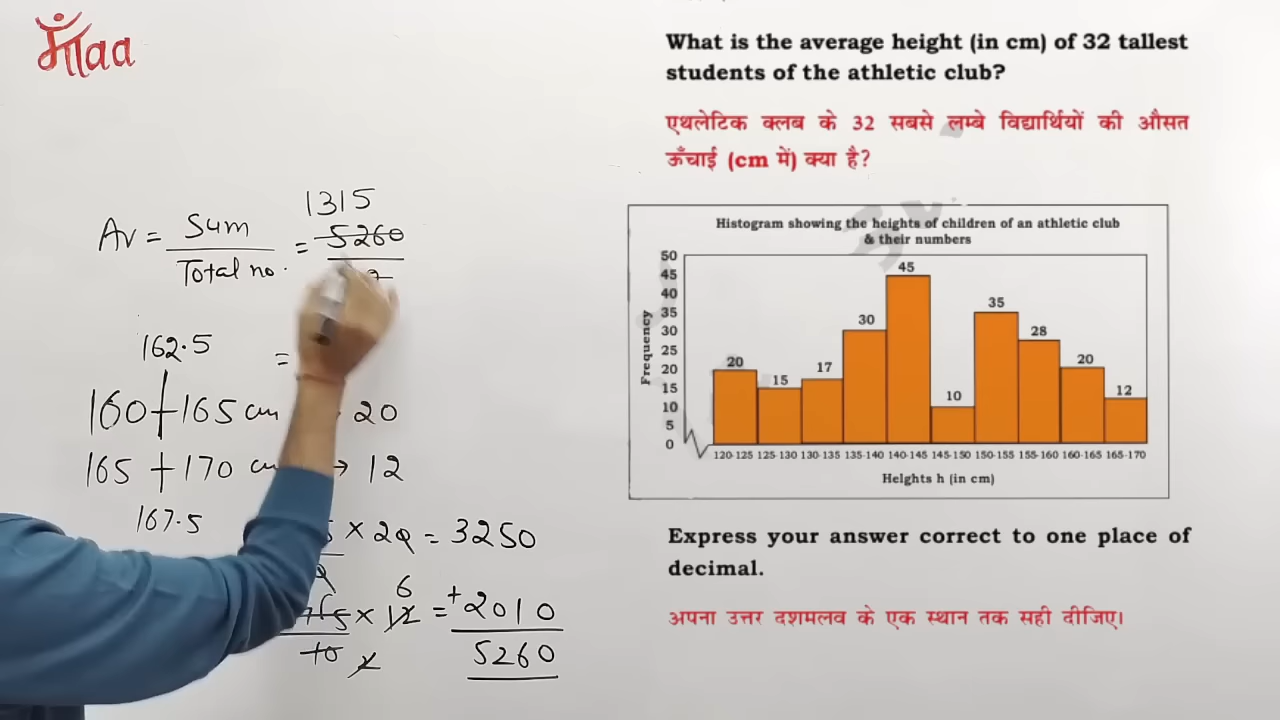 माँaa
What is the average height (in cm) of 32 tallest
students of the athletic club?
एथलेटिक क्लब के 32 सबसे लम्बे विद्यार्थियों की औसत
ऊँचाई (cm में) क्या है?
Histogram showing the heights of children of an athletic club
& their numbers
Frequency
50
45
40
35
30
25
20
15
10
5
0
20
15
17
30
45
10
35
28
20
12
120-125 125-130 130-135 135-140 140-145 145-150 150-155 155-160 160-165 165-170
Heights h (in cm)
Express your answer correct to one place of
decimal.
अपना उत्तर दशमलव के एक स्थान तक सही दीजिए।
1315
Av = Sum / Total no. = 5260
=
162.5
160+165 cm 20
165 + 170 → 12
167.5
× 20 = 3250
6
× 12 = + 2010
10 2
5260